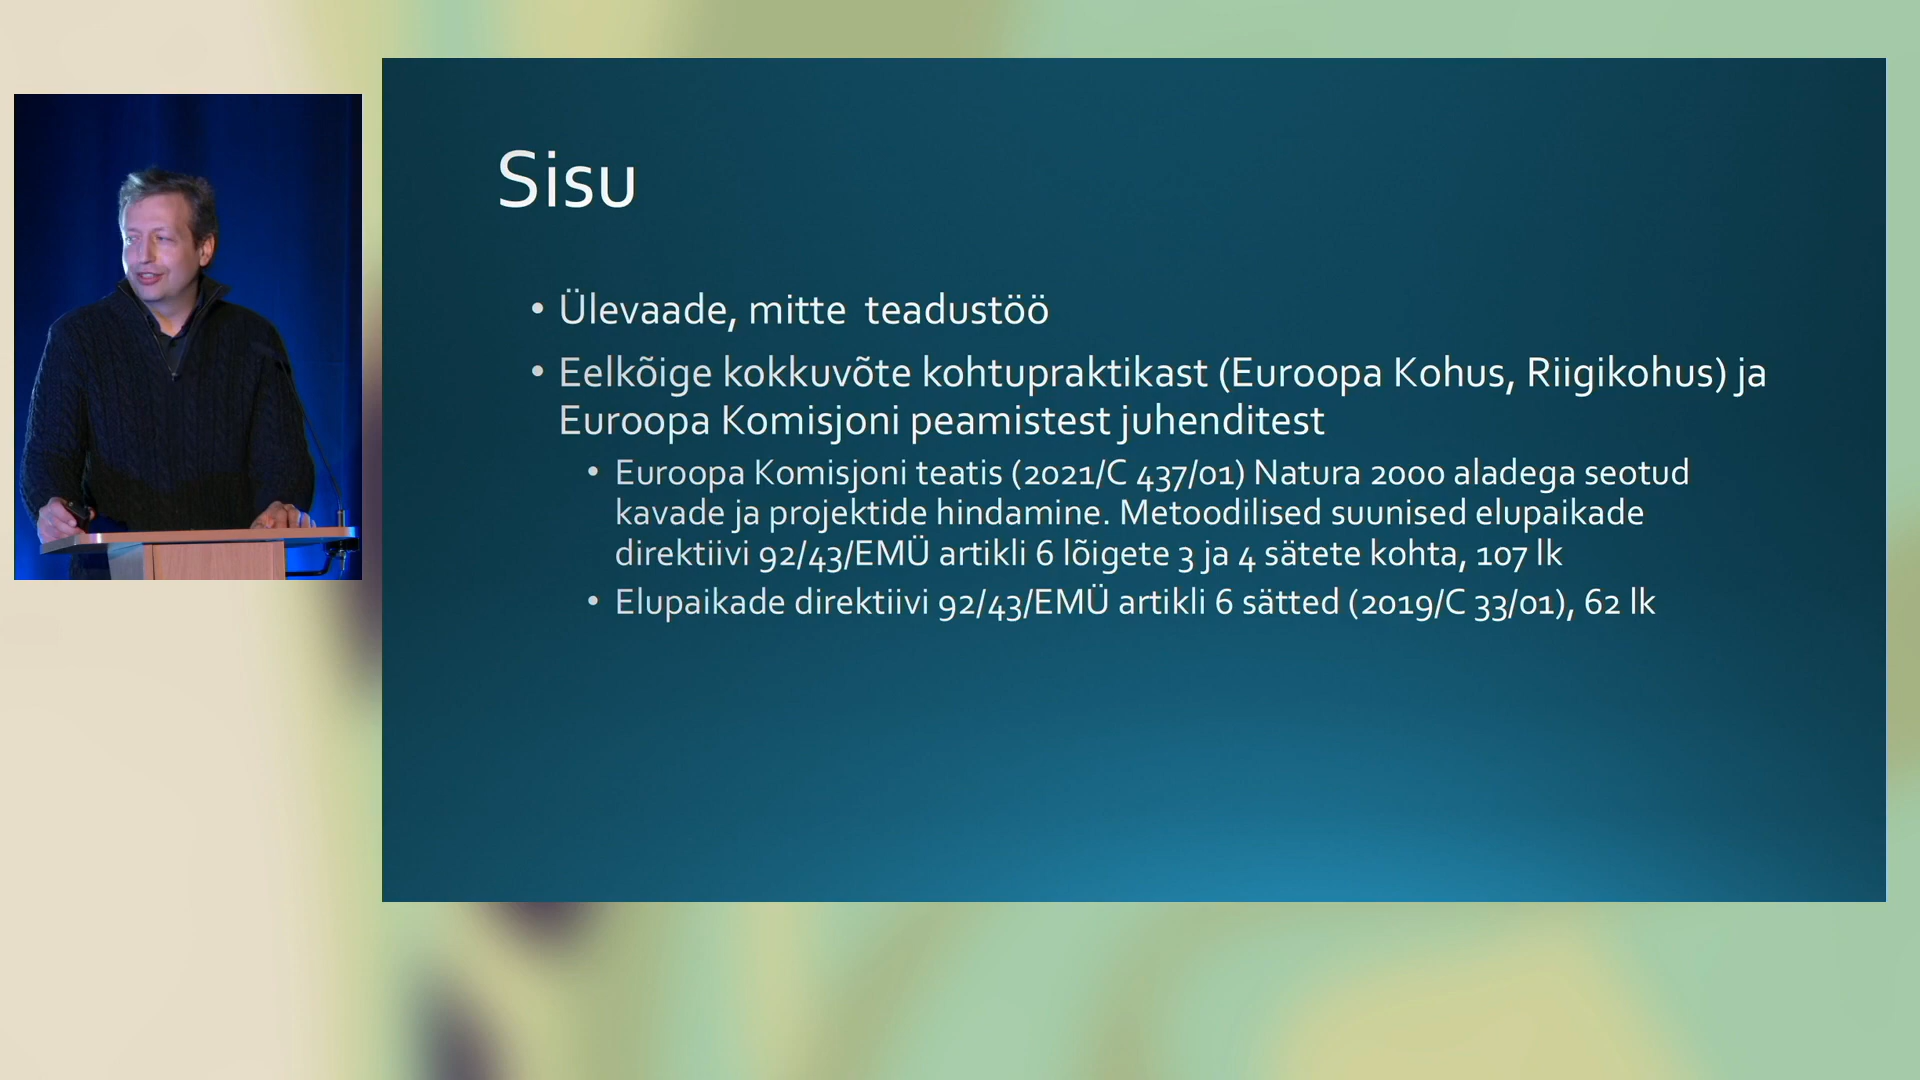 Sisu
• Ülevaade, mitte  teadustöö
• Eelkõige kokkuvõte kohtupraktikast (Euroopa Kohus, Riigikohus) ja
Euroopa Komisjoni peamistest juhenditest
• Euroopa Komisjoni teatis (2021/C 437/01) Natura 2000 aladega seotud
kavade ja projektide hindamine. Metoodilised suunised elupaikade
direktiivi 92/43/EMÜ artikli 6 lõigete 3 ja 4 sätete kohta, 107 lk
• Elupaikade direktiivi 92/43/EMÜ artikli 6 sätted (2019/C 33/01), 62 lk